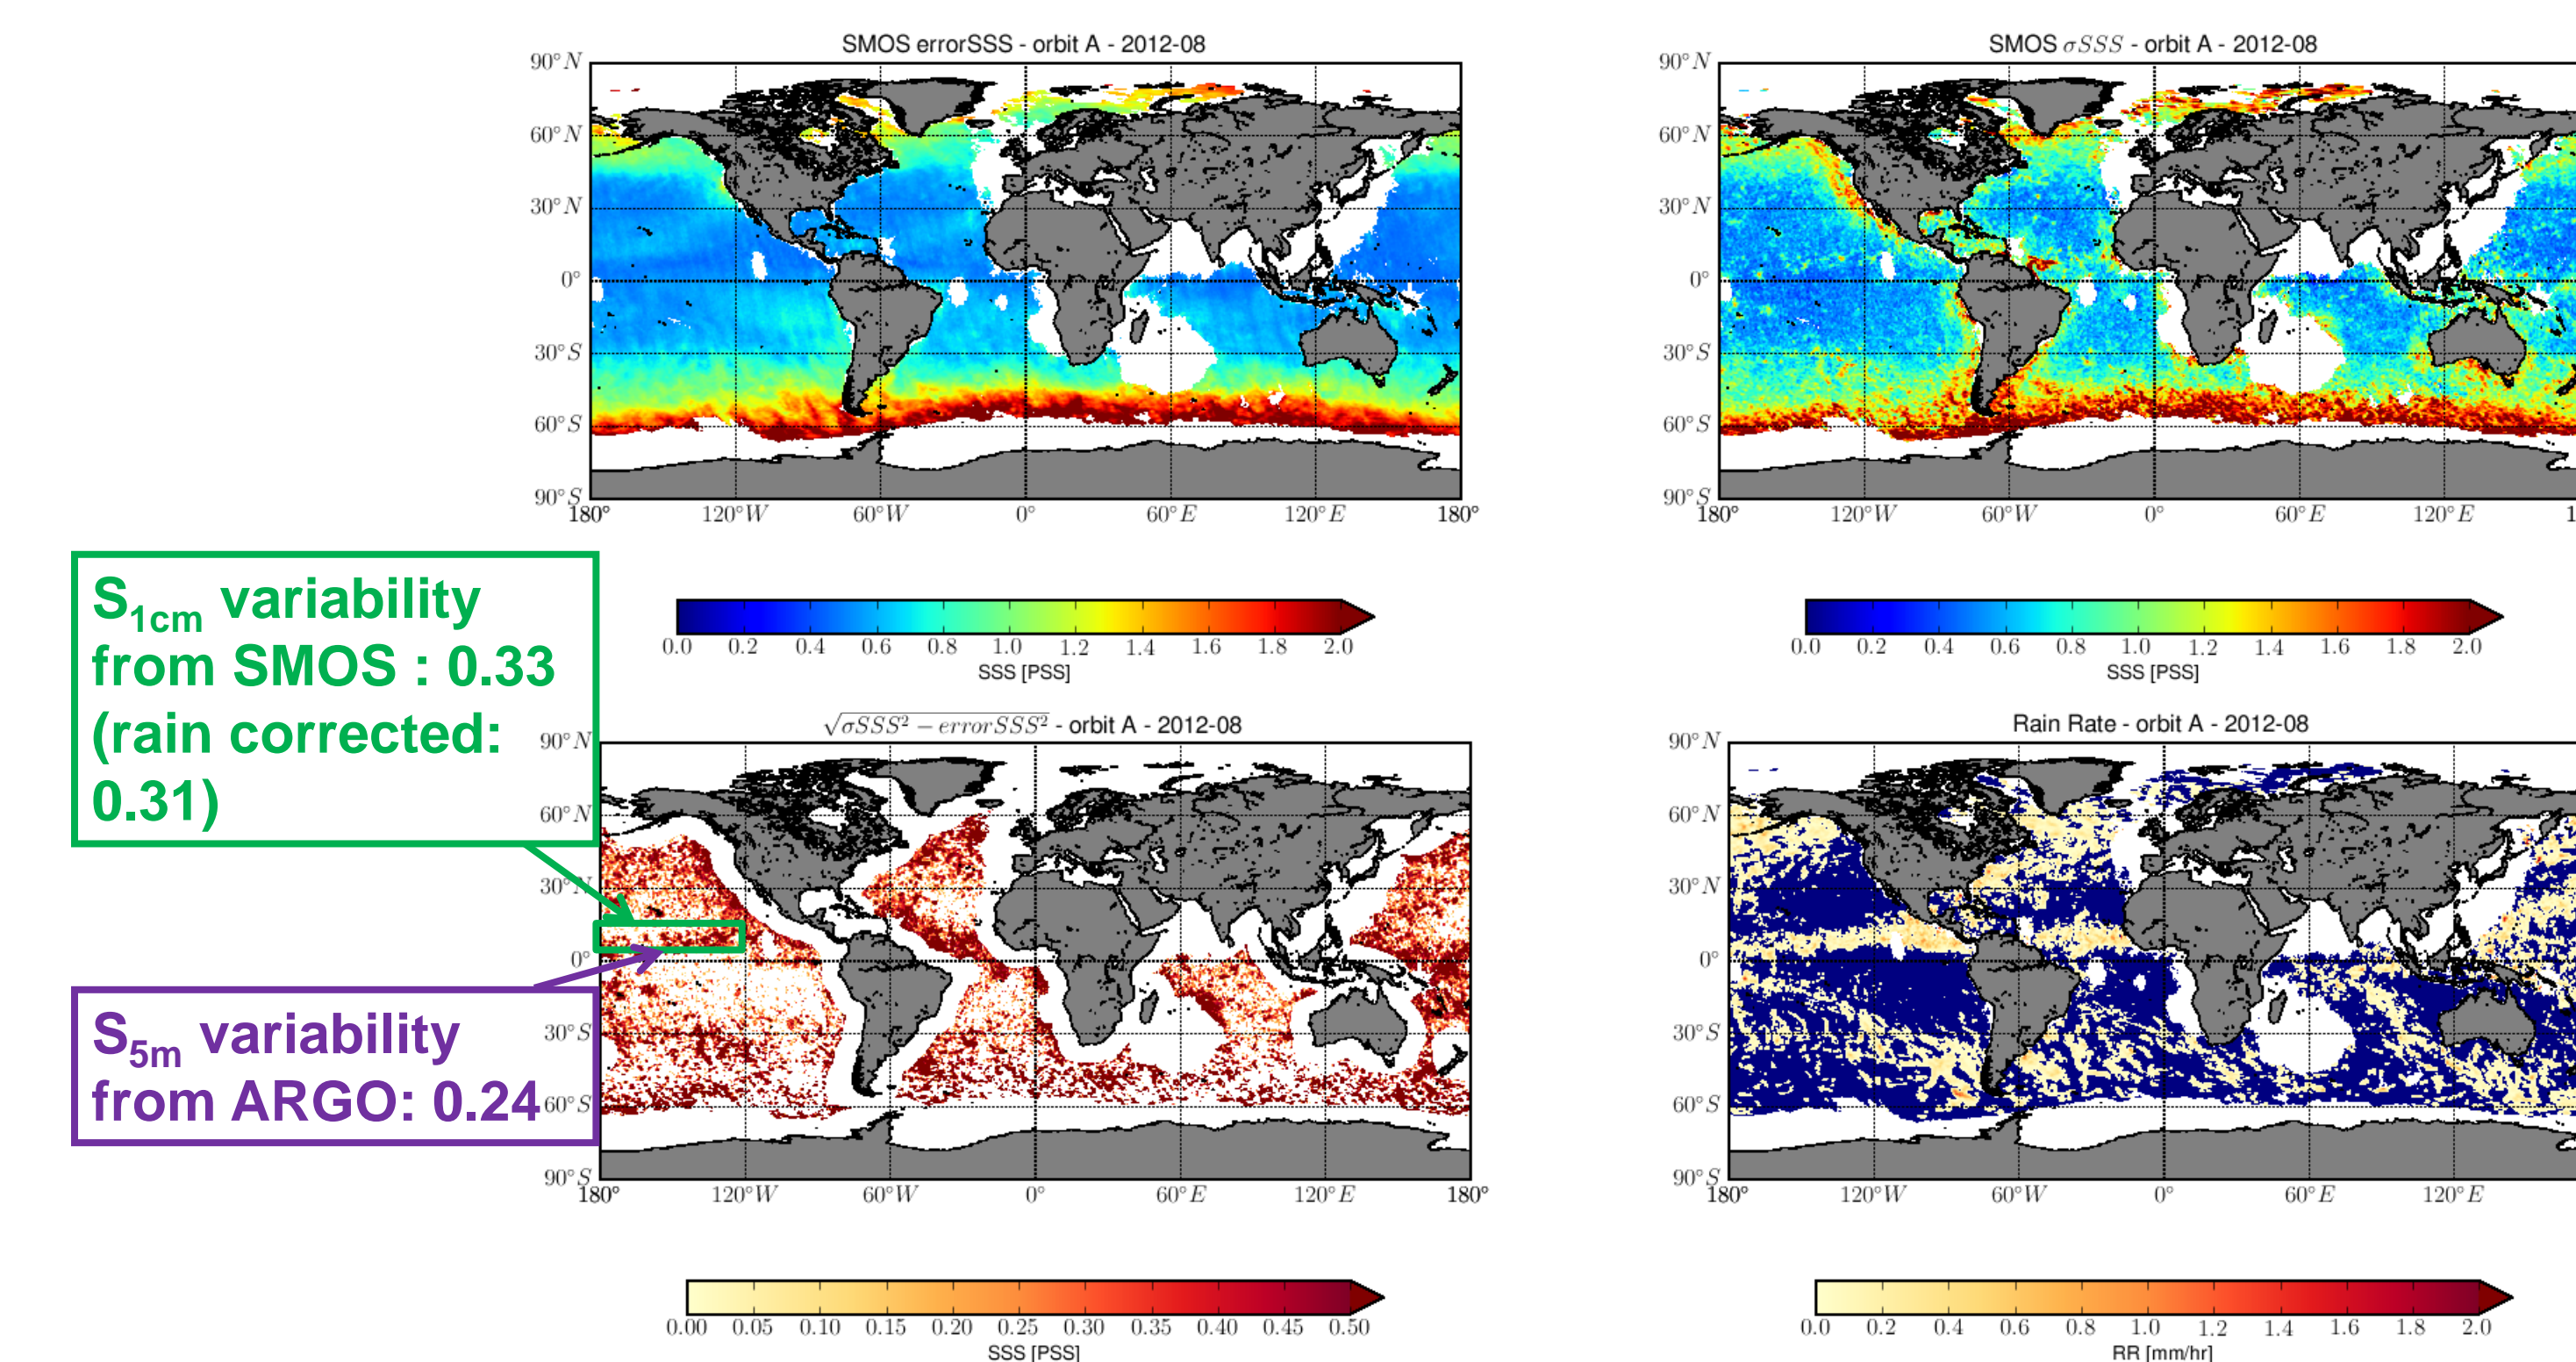 SMOS errorSSS - orbit A - 2012-08
90°N
60°N
30°N
0°
30°S
60°S
90°S
180° 120°W 60°W 0° 60°E 120°E 180°
0.0 0.2 0.4 0.6 0.8 1.0 1.2 1.4 1.6 1.8 2.0
SSS [PSS]
SMOS σSSS - orbit A - 2012-08
90°N
60°N
30°N
0°
30°S
60°S
90°S
180° 120°W 60°W 0° 60°E 120°E 1
0.0 0.2 0.4 0.6 0.8 1.0 1.2 1.4 1.6 1.8 2.0
SSS [PSS]
S1cm variability
from SMOS : 0.33
(rain corrected:
0.31)
S5m variability
from ARGO: 0.24
√σSSS² − errorSSS² - orbit A - 2012-08
90°N
60°N
30°N
0°
30°S
60°S
90°S
180° 120°W 60°W 0° 60°E 120°E 180°
0.00 0.05 0.10 0.15 0.20 0.25 0.30 0.35 0.40 0.45 0.50
SSS [PSS]
Rain Rate - orbit A - 2012-08
90°N
60°N
30°N
0°
30°S
60°S
90°S
180° 120°W 60°W 0° 60°E 120°E
0.0 0.2 0.4 0.6 0.8 1.0 1.2 1.4 1.6 1.8 2.0
RR [mm/hr]